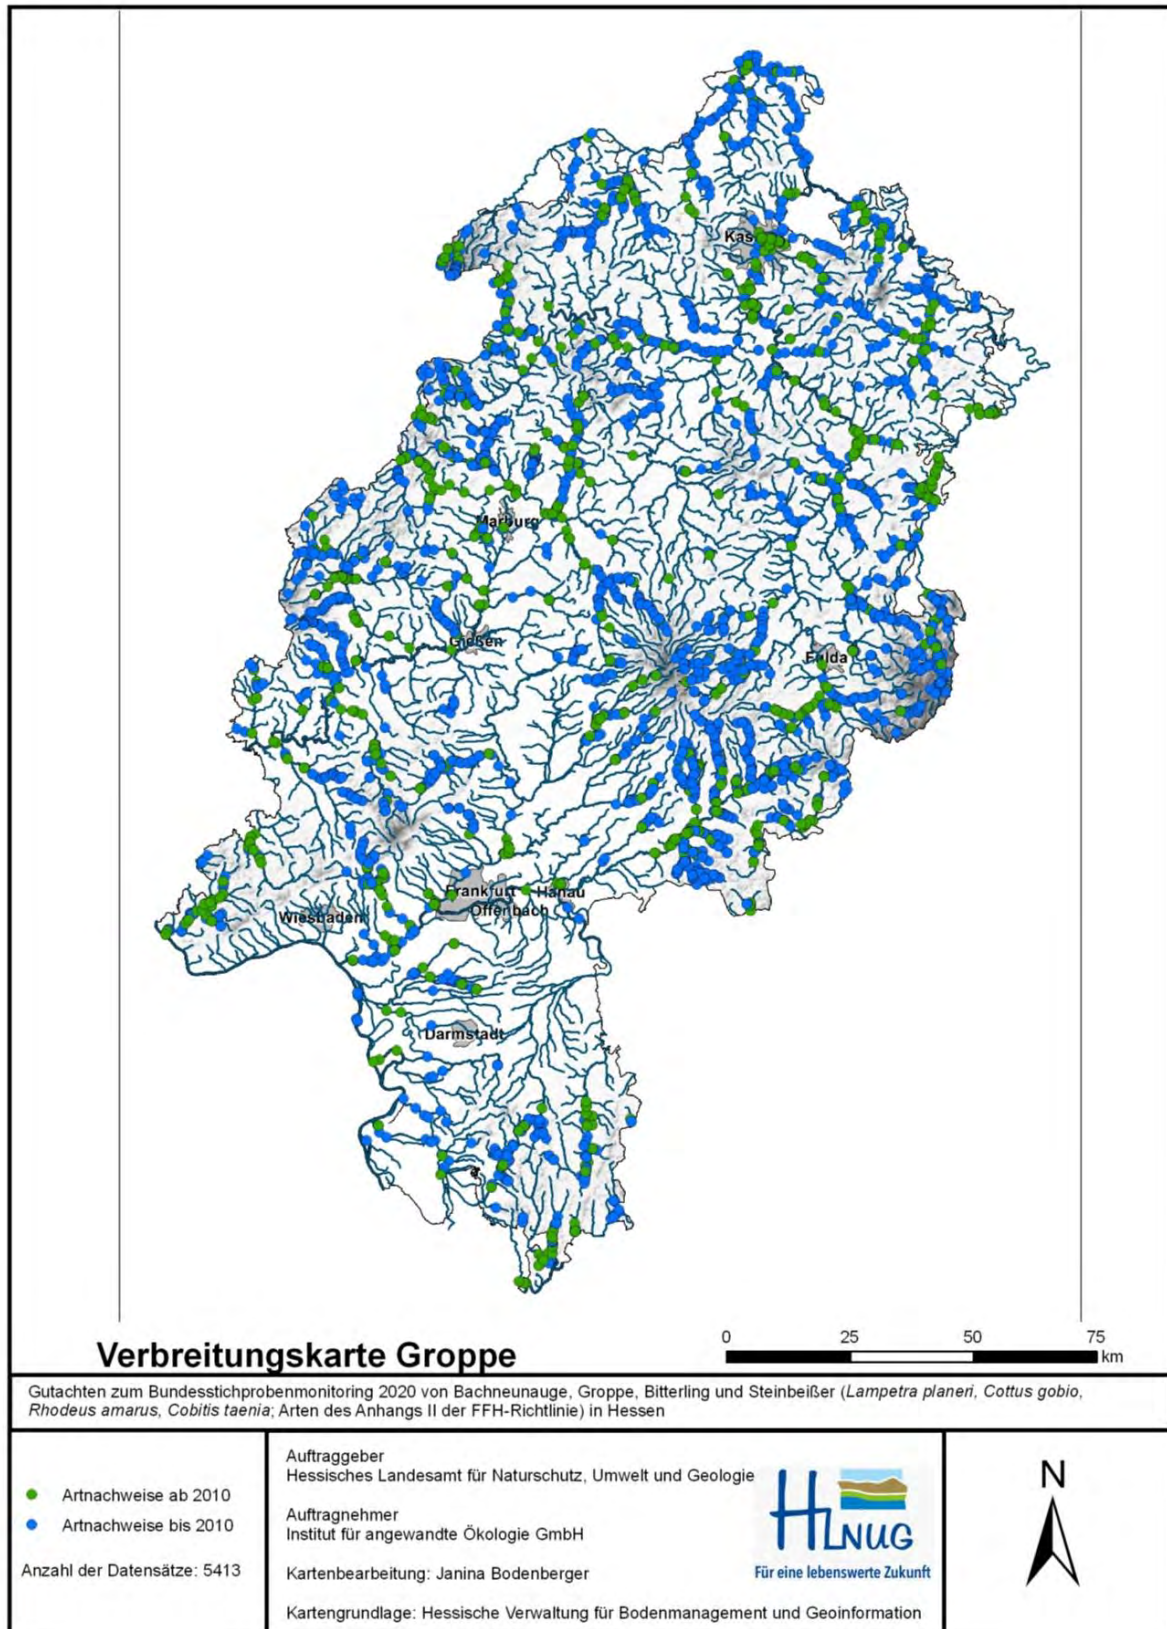 Kas
Marburg
Gießen
Fulda
Frankfurt
Hanau
Offenbach
Wiesbaden
Darmstadt
Verbreitungskarte Groppe
0 25 50 75
km
Gutachten zum Bundesstichprobenmonitoring 2020 von Bachneunauge, Groppe, Bitterling und Steinbeißer (Lampetra planeri, Cottus gobio,
Rhodeus amarus, Cobitis taenia; Arten des Anhangs II der FFH-Richtlinie) in Hessen
Artnachweise ab 2010
Artnachweise bis 2010
Anzahl der Datensätze: 5413
Auftraggeber
Hessisches Landesamt für Naturschutz, Umwelt und Geologie
Auftragnehmer
Institut für angewandte Ökologie GmbH
Kartenbearbeitung: Janina Bodenberger
Kartengrundlage: Hessische Verwaltung für Bodenmanagement und Geoinformation
HLNUG
Für eine lebenswerte Zukunft
N